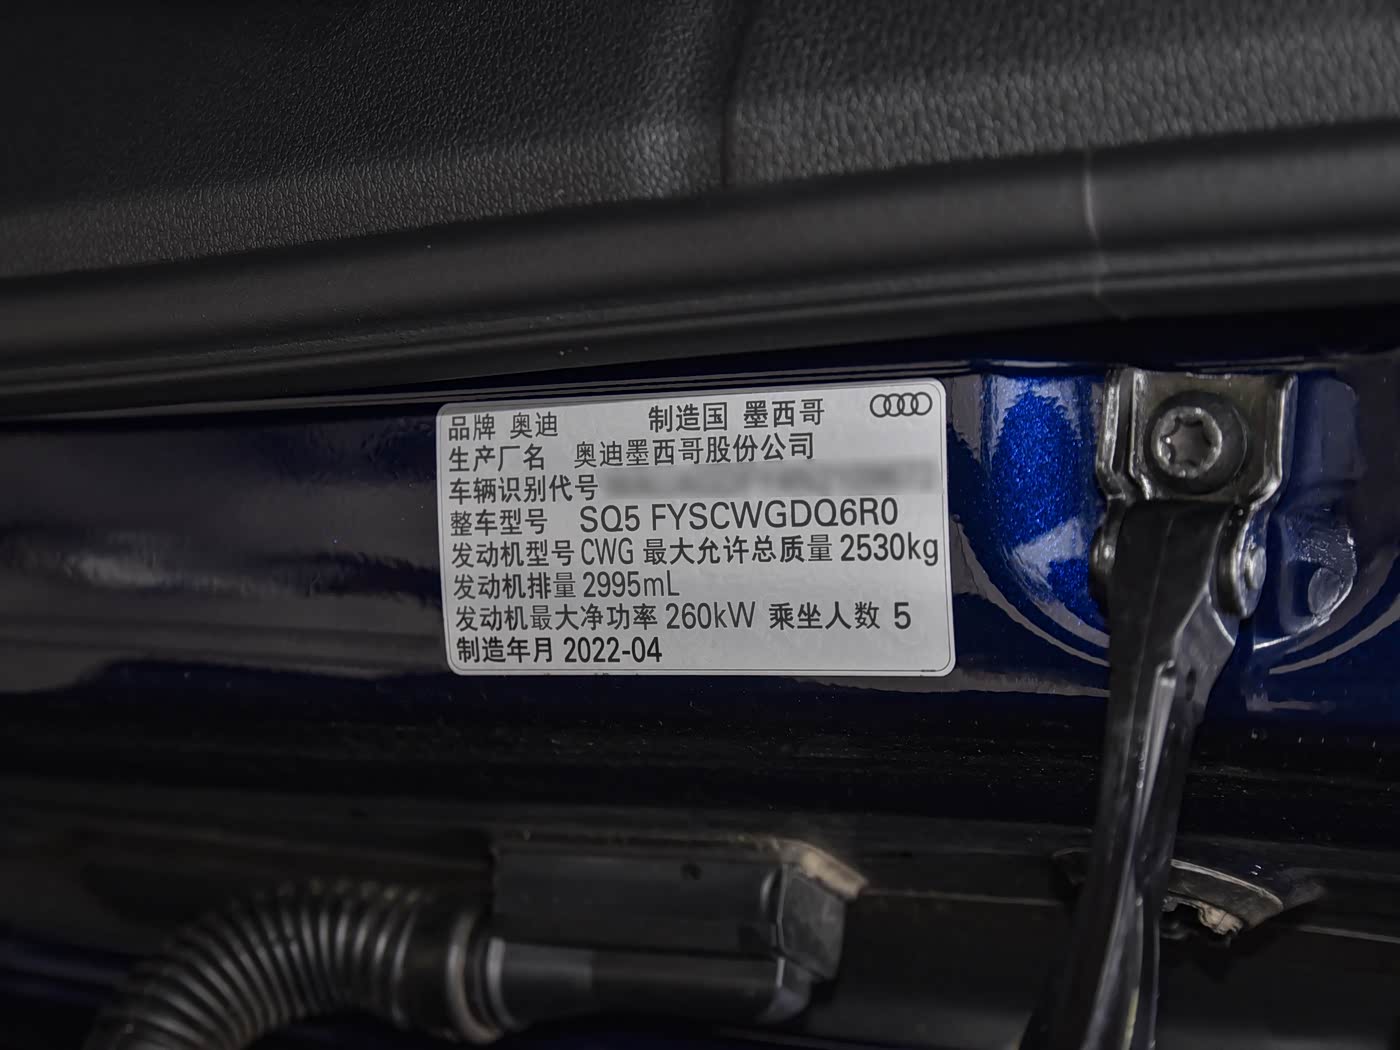 品牌 奥迪 制造国 墨西哥
生产厂名 奥迪墨西哥股份公司
车辆识别代号
整车型号 SQ5 FYSCWGDQ6R0
发动机型号 CWG 最大允许总质量 2530kg
发动机排量 2995mL
发动机最大净功率 260kW 乘坐人数 5
制造年月 2022-04